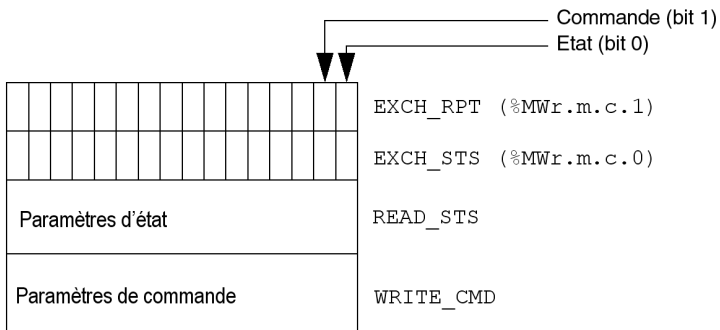 Commande (bit 1)
Etat (bit 0)
EXCH_RPT (%MWr.m.c.1)
EXCH_STS (%MWr.m.c.0)
Paramètres d'état READ_STS
Paramètres de commande WRITE_CMD